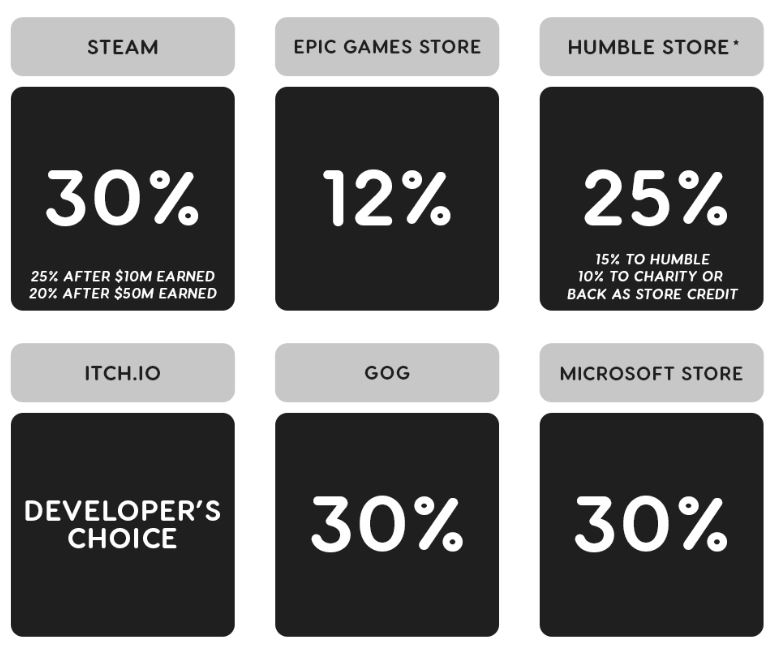 STEAM
30%
25% AFTER $10M EARNED
20% AFTER $50M EARNED
EPIC GAMES STORE
12%
HUMBLE STORE*
25%
15% TO HUMBLE
10% TO CHARITY OR
BACK AS STORE CREDIT
ITCH.IO
DEVELOPER'S
CHOICE
GOG
30%
MICROSOFT STORE
30%